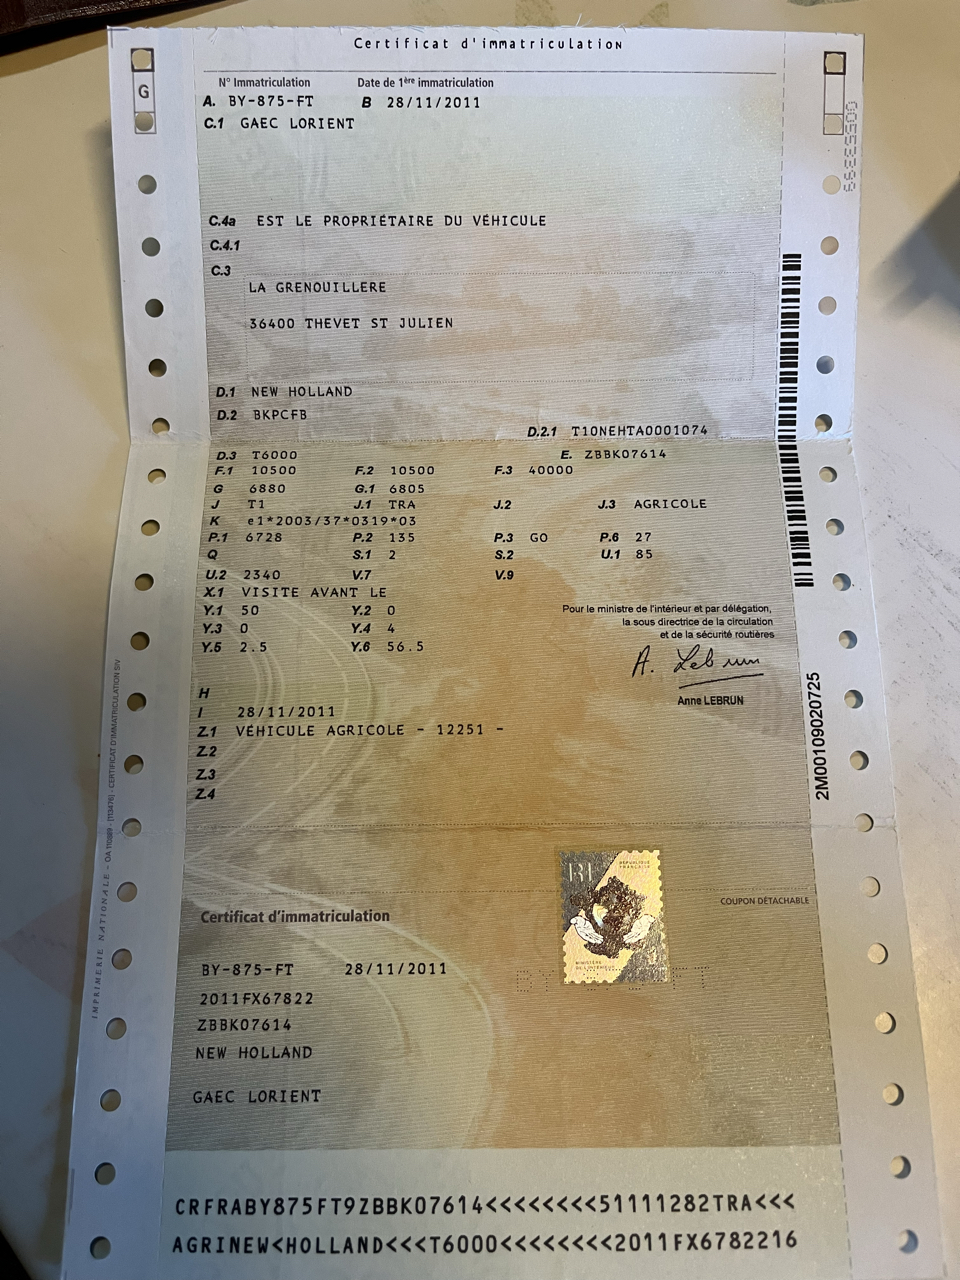 Certificat d'immatriculation
N° Immatriculation Date de 1ère immatriculation
G
A. BY-875-FT B 28/11/2011
C.1 GAEC LORIENT
C.4a EST LE PROPRIÉTAIRE DU VÉHICULE
C.4.1
C.3
LA GRENOUILLERE
36400 THEVET ST JULIEN
D.1 NEW HOLLAND
D.2 BKPCFB
D.2.1 T10NEHTA0001074
D.3 T6000 E. ZBBK07614
F.1 10500 F.2 10500 F.3 40000
G 6880 G.1 6805
J T1 J.1 TRA J.2 J.3 AGRICOLE
K e1*2003/37*0319*03
P.1 6728 P.2 135 P.3 GO P.6 27
Q S.1 2 S.2 U.1 85
U.2 2340 V.7 V.9
X.1 VISITE AVANT LE
Y.1 50 Y.2 0
Y.3 0 Y.4 4
Y.5 2.5 Y.6 56.5
Pour le ministre de l'intérieur et par délégation,
la sous directrice de la circulation
et de la sécurité routières
A. Lebrun
Anne LEBRUN
H
I 28/11/2011
Z.1 VÉHICULE AGRICOLE - 12251 -
Z.2
Z.3
Z.4
2M00109020725
RÉPUBLIQUE
FRANÇAISE
MINISTÈRE
DE L'INTÉRIEUR
COUPON DÉTACHABLE
Certificat d'immatriculation
BY-875-FT 28/11/2011
2011FX67822
ZBBK07614
NEW HOLLAND
GAEC LORIENT
CRFRABY875FT9ZBBK07614<<<<<<<<51111282TRA<<<
AGRINEW<HOLLAND<<<T6000<<<<<<<<2011FX6782216